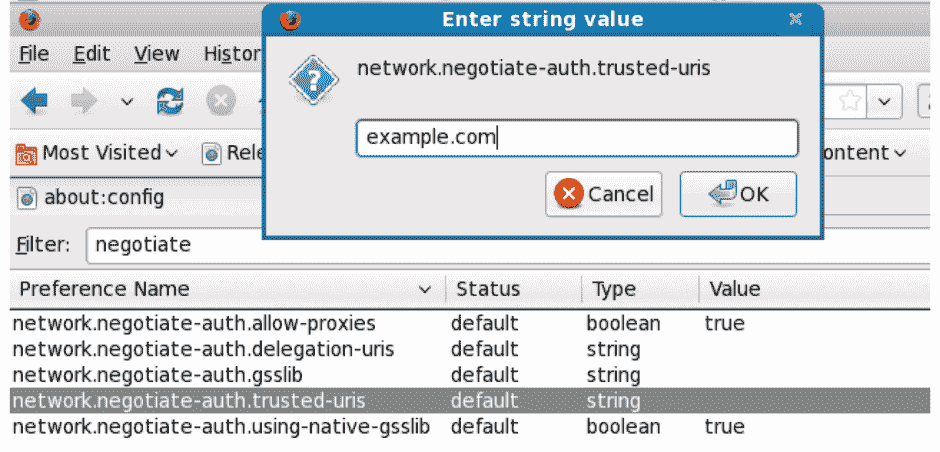 Enter string value
File Edit View Histor
network.negotiate-auth.trusted-uris
example.com
Most Visited Rele ontent
Cancel OK
about:config
Filter: negotiate
Preference Name Status Type Value
network.negotiate-auth.allow-proxies default boolean true
network.negotiate-auth.delegation-uris default string
network.negotiate-auth.gsslib default string
network.negotiate-auth.trusted-uris default string
network.negotiate-auth.using-native-gsslib default boolean true